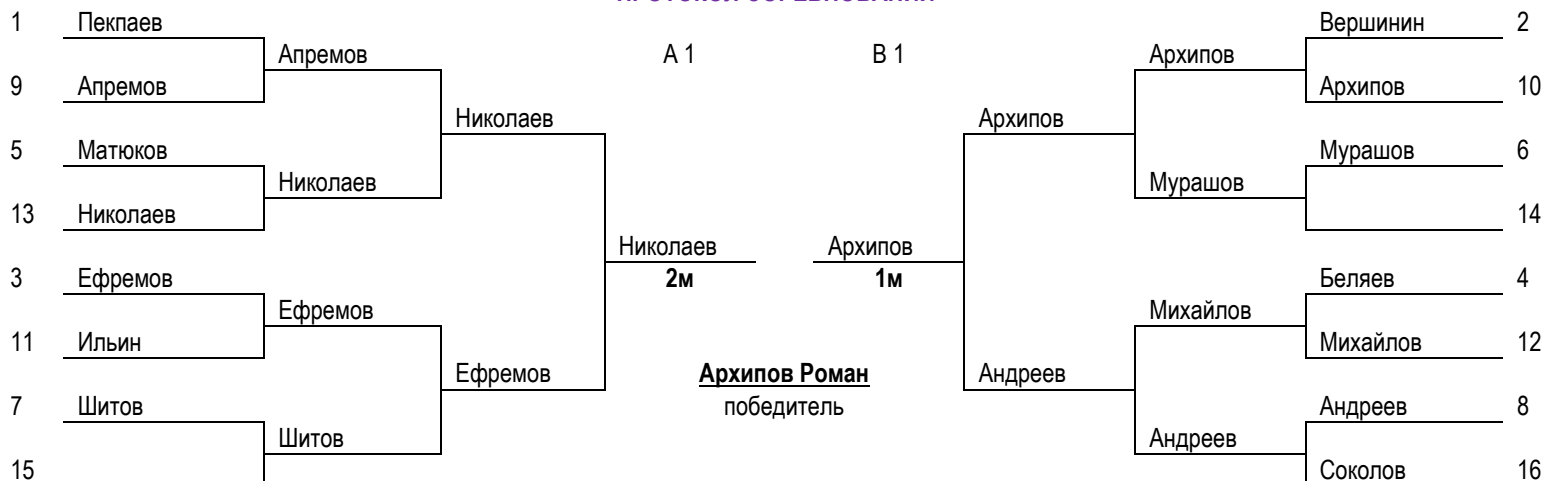 1 Пекпаев Вершинин 2
Апремов А 1 В 1 Архипов
9 Апремов Архипов 10
Николаев Архипов
5 Матюков Мурашов 6
Николаев Мурашов
13 Николаев 14
Николаев Архипов
3 Ефремов 2м 1м Беляев 4
Ефремов Михайлов
11 Ильин Михайлов 12
Ефремов Архипов Роман Андреев
7 Шитов победитель Андреев 8
Шитов Андреев
15 Соколов 16